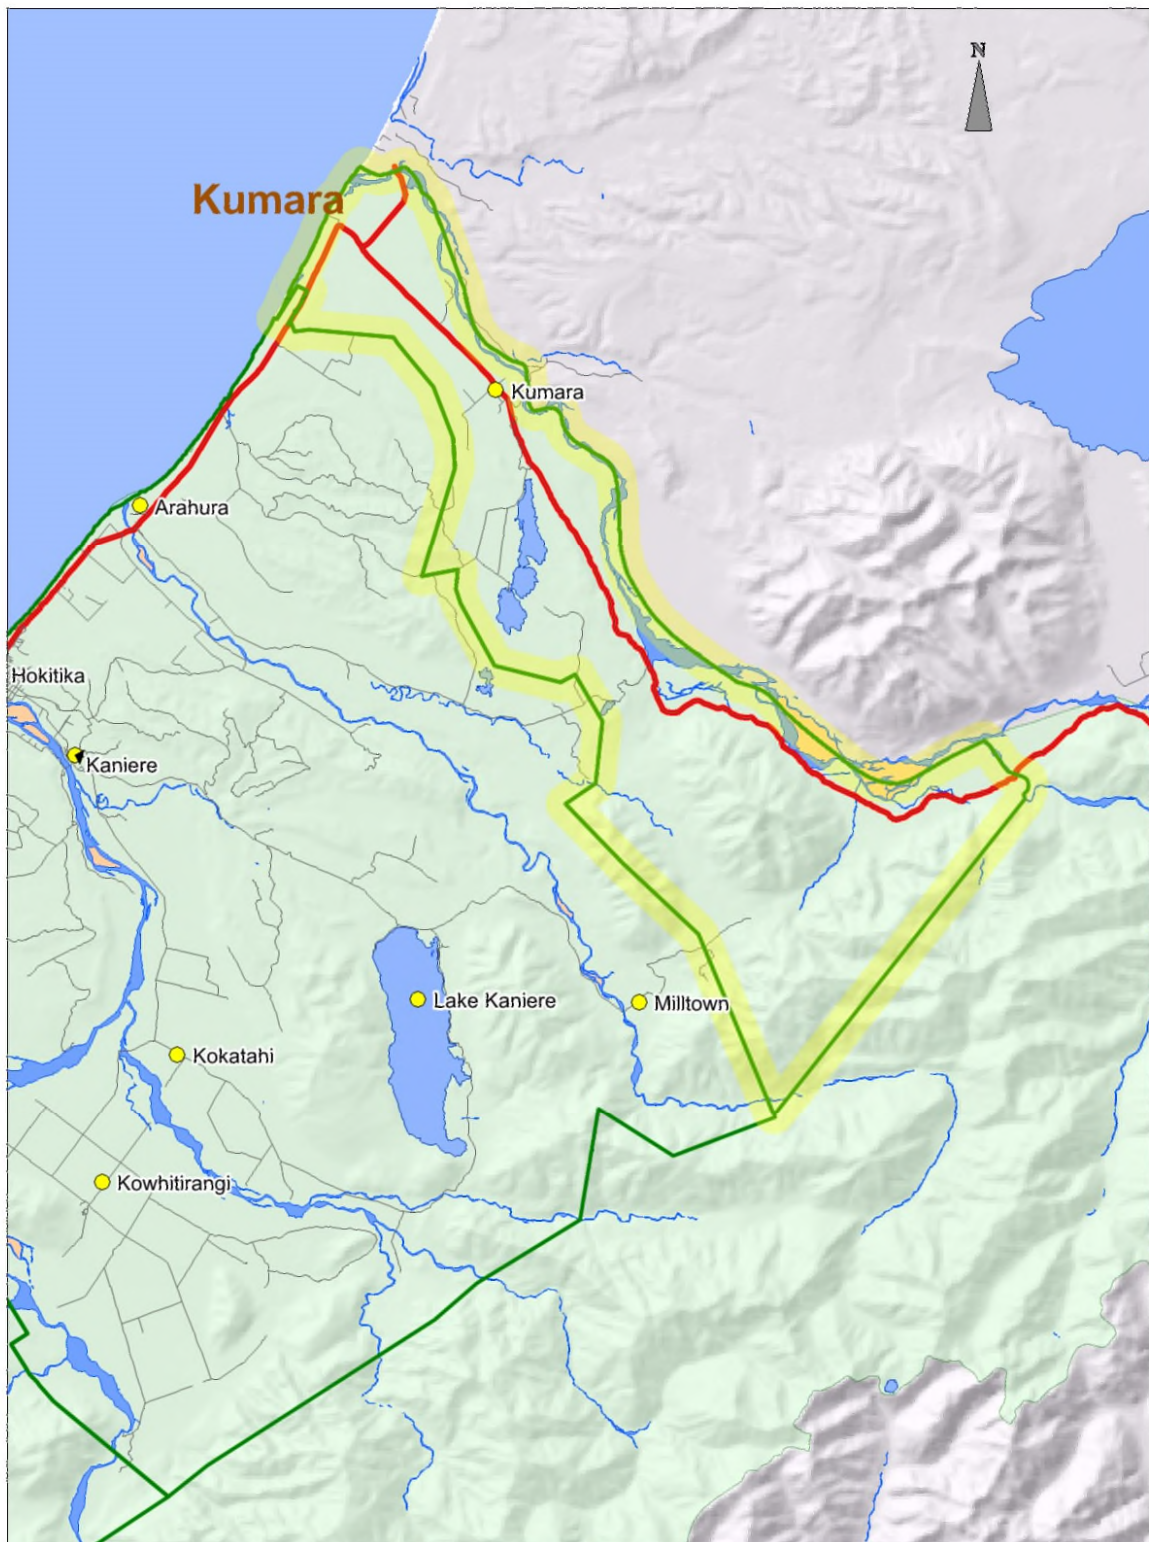 N
Kumara
Kumara
Arahura
Hokitika
Kaniere
Lake Kaniere
Milltown
Kokatahi
Kowhitirangi